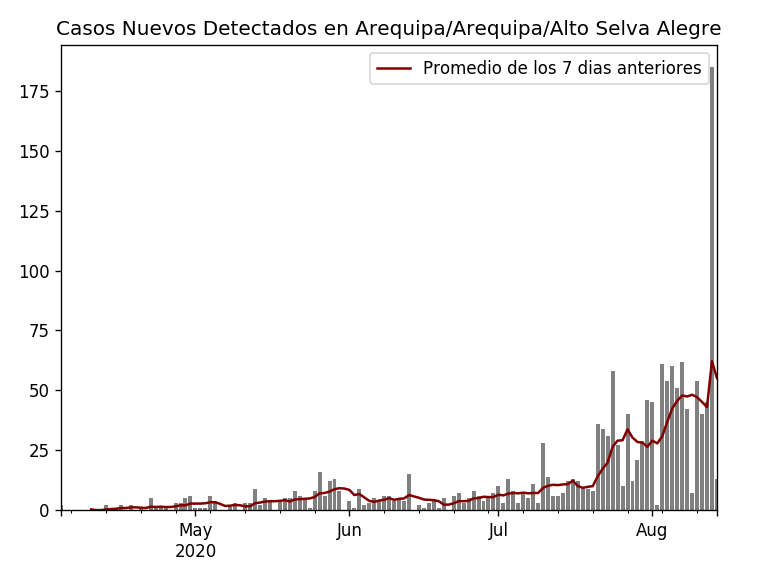 Casos Nuevos Detectados en Arequipa/Arequipa/Alto Selva Alegre
Promedio de los 7 dias anteriores
175
150
125
100
75
50
25
0
May
2020
Jun
Jul
Aug